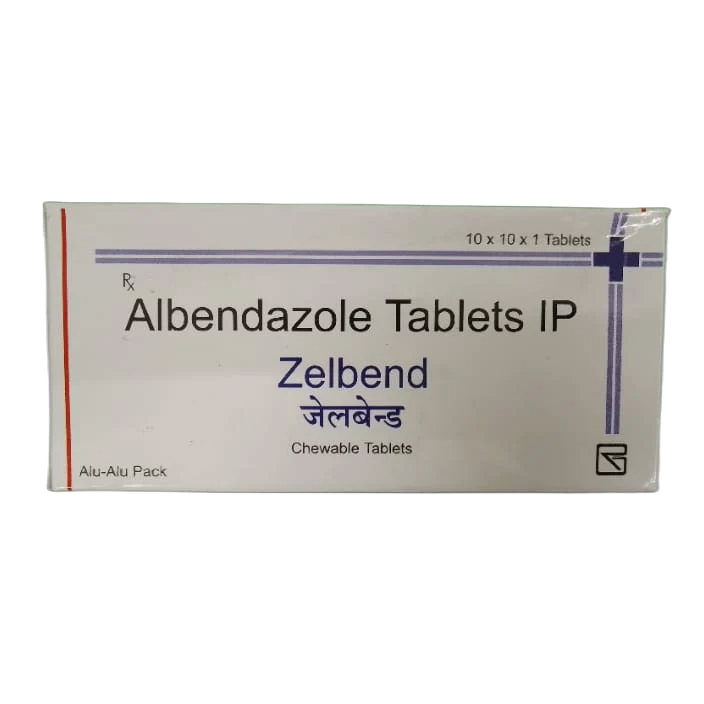 10 x 10 x 1 Tablets
Rx
Albendazole Tablets IP
Zelbend
जेलबेन्ड
Chewable Tablets
Alu-Alu Pack